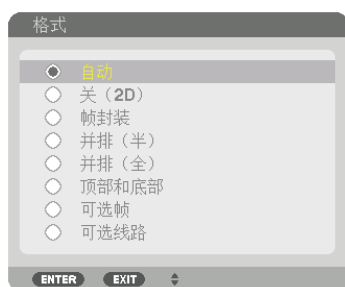 格式
自动
关（2D）
帧封装
并排（半）
并排（全）
顶部和底部
可选帧
可选线路
ENTER EXIT